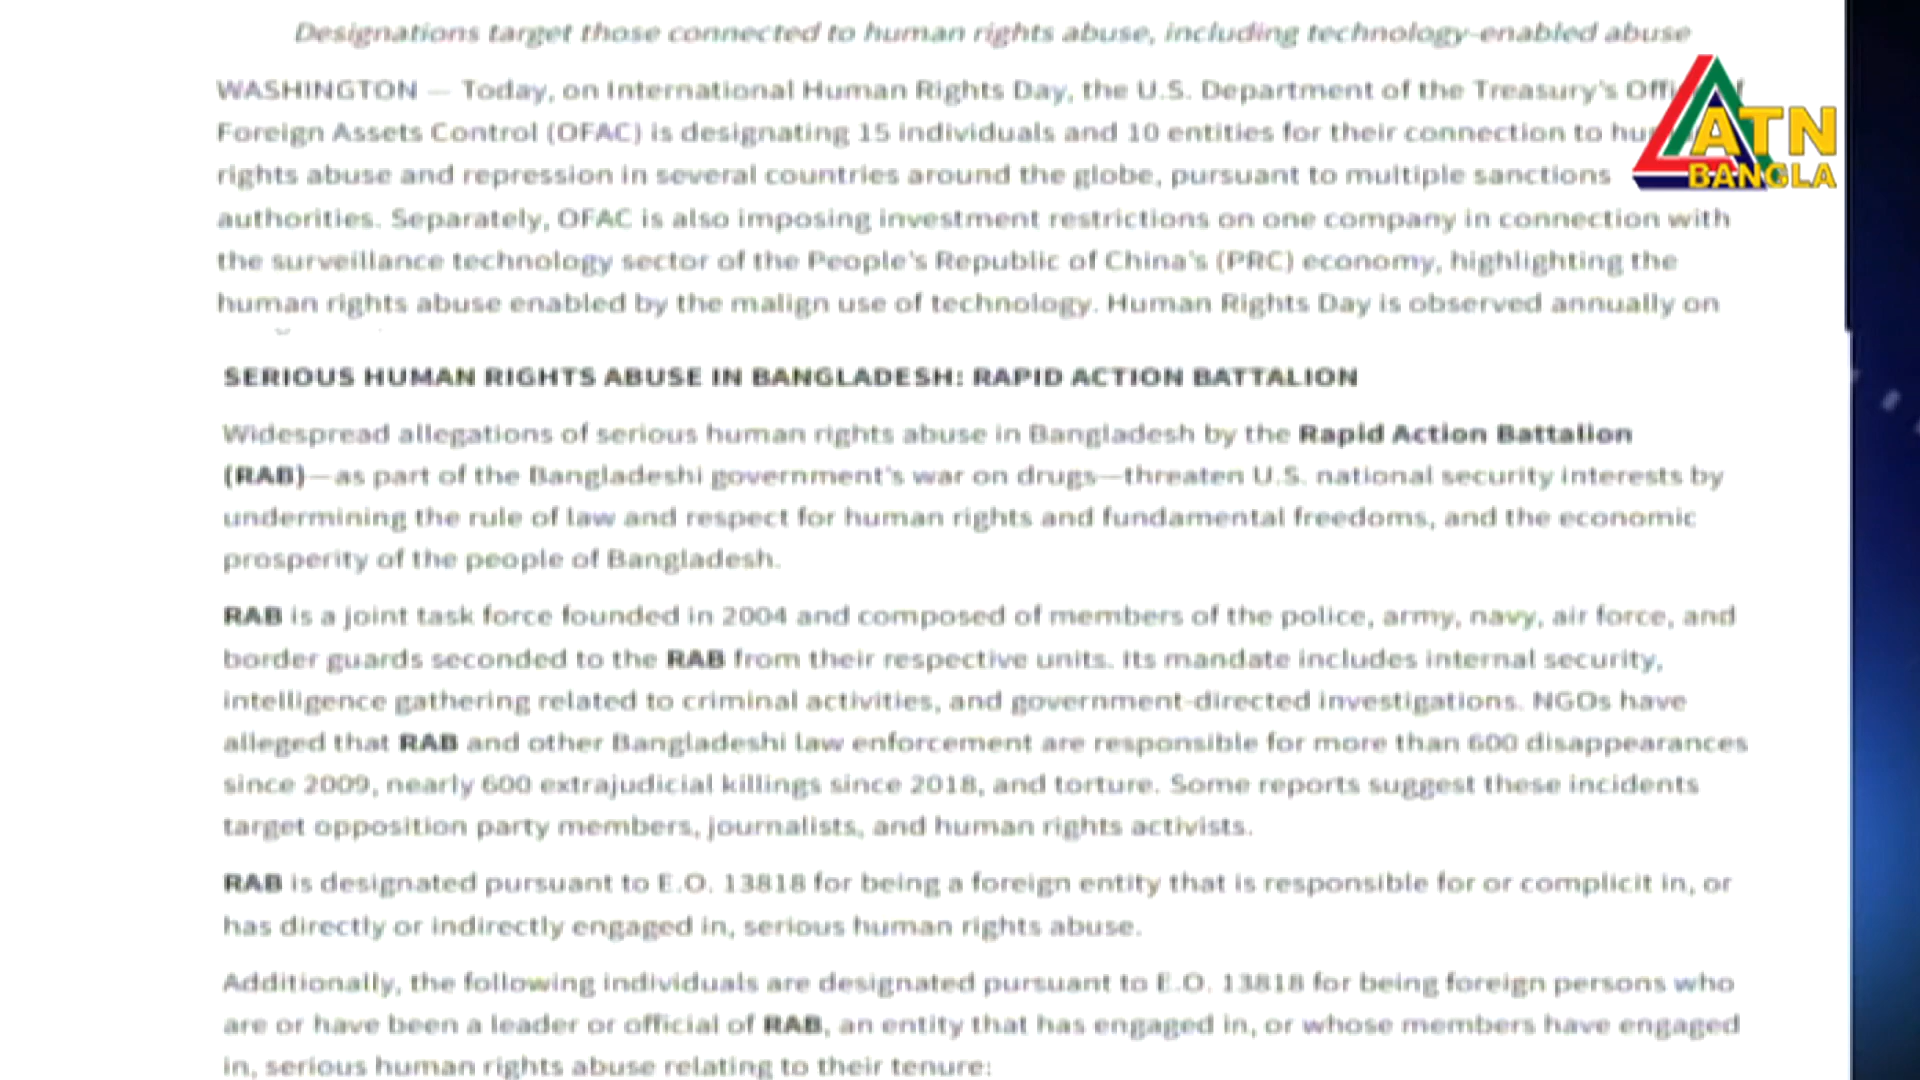 Designations target those connected to human rights abuse, including technology-enabled abuse
WASHINGTON — Today, on International Human Rights Day, the U.S. Department of the Treasury's
Foreign Assets Control (OFAC) is designating 15 individuals and 10 entities for their connection to
rights abuse and repression in several countries around the globe, pursuant to multiple sanctions
authorities. Separately, OFAC is also imposing investment restrictions on one company in connection with
the surveillance technology sector of the People's Republic of China's (PRC) economy, highlighting the
human rights abuse enabled by the malign use of technology. Human Rights Day is observed annually on
ATN
BANGLA
SERIOUS HUMAN RIGHTS ABUSE IN BANGLADESH: RAPID ACTION BATTALION
Widespread allegations of serious human rights abuse in Bangladesh by the Rapid Action Battalion
(RAB)—as part of the Bangladeshi government's war on drugs—threaten U.S. national security interests by
undermining the rule of law and respect for human rights and fundamental freedoms, and the economic
prosperity of the people of Bangladesh.
RAB is a joint task force founded in 2004 and composed of members of the police, army, navy, air force, and
border guards seconded to the RAB from their respective units. Its mandate includes internal security,
intelligence gathering related to criminal activities, and government-directed investigations. NGOs have
alleged that RAB and other Bangladeshi law enforcement are responsible for more than 600 disappearances
since 2009, nearly 600 extrajudicial killings since 2018, and torture. Some reports suggest these incidents
target opposition party members, journalists, and human rights activists.
RAB is designated pursuant to E.O. 13818 for being a foreign entity that is responsible for or complicit in, or
has directly or indirectly engaged in, serious human rights abuse.
Additionally, the following individuals are designated pursuant to E.O. 13818 for being foreign persons who
are or have been a leader or official of RAB, an entity that has engaged in, or whose members have engaged
in, serious human rights abuse relating to their tenure: